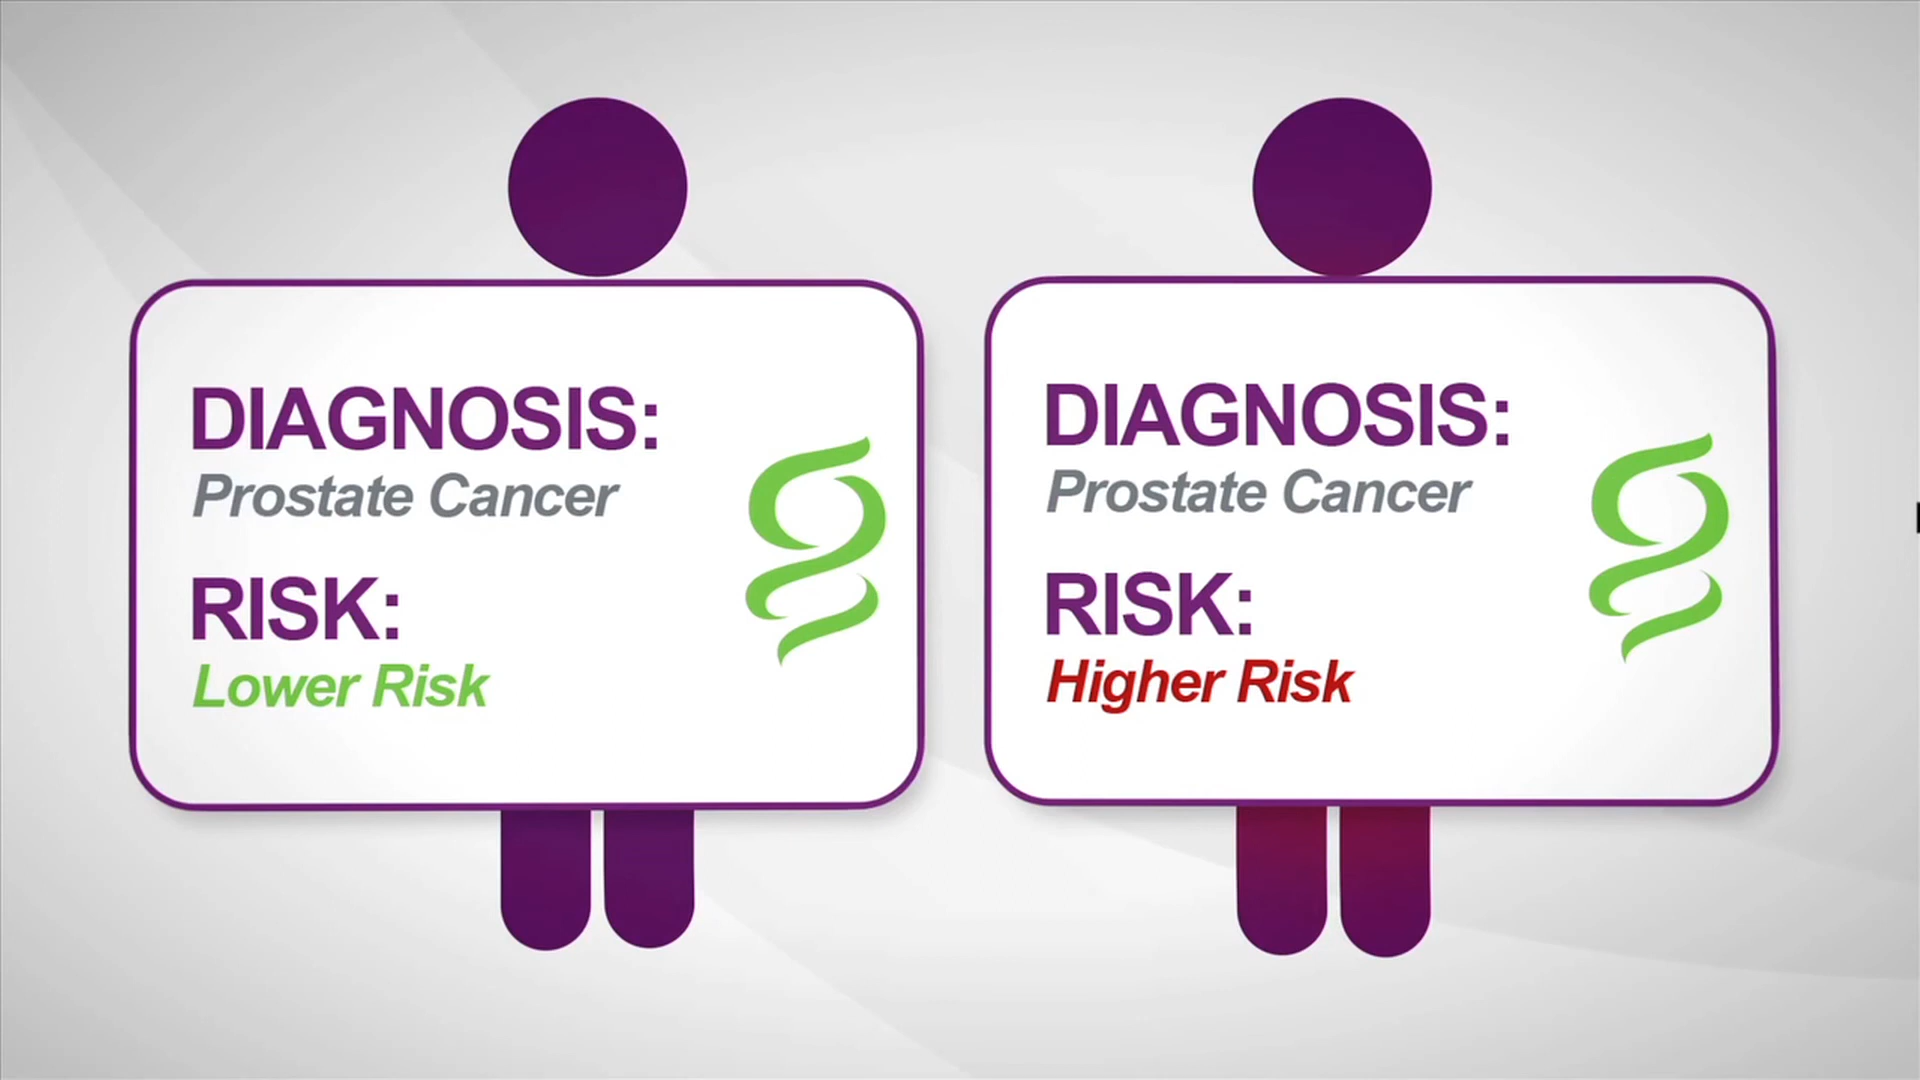 DIAGNOSIS:
Prostate Cancer
RISK:
Lower Risk
DIAGNOSIS:
Prostate Cancer
RISK:
Higher Risk